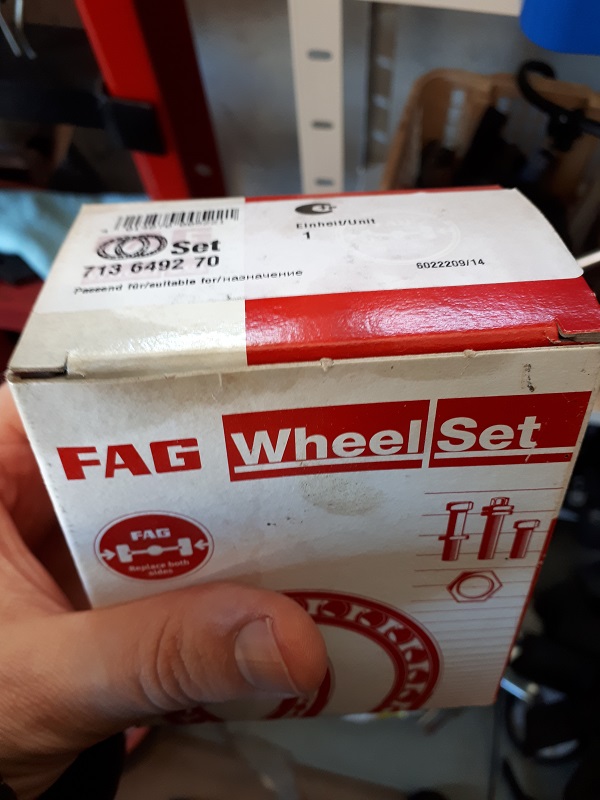 Einheit/Unit
1
Set
713 6492 70
6022209/14
Passend für/suitable for/назначение
FAG Wheel Set
FAG
Replace both
sides